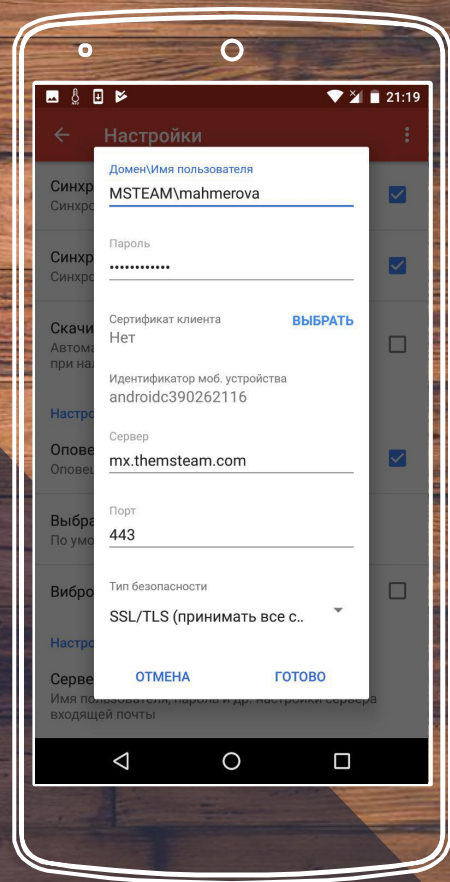 21:19
Настройки
Домен\Имя пользователя
MSTEAM\mahmerova
Синхр
Синхро
Пароль
••••••••••••
Синхр
Синхро
Сертификат клиента
ВЫБРАТЬ
Нет
Скачи
Автома
при на
Идентификатор моб. устройства
androidc390262116
Настро
Сервер
mx.themsteam.com
Опове
Оповещ
Порт
443
Выбра
По умо
Тип безопасности
SSL/TLS (принимать все с..
Вибро
Настро
ОТМЕНА
ГОТОВО
Серве
Имя пользователя, пароль и др. настройки сервера
входящей почты